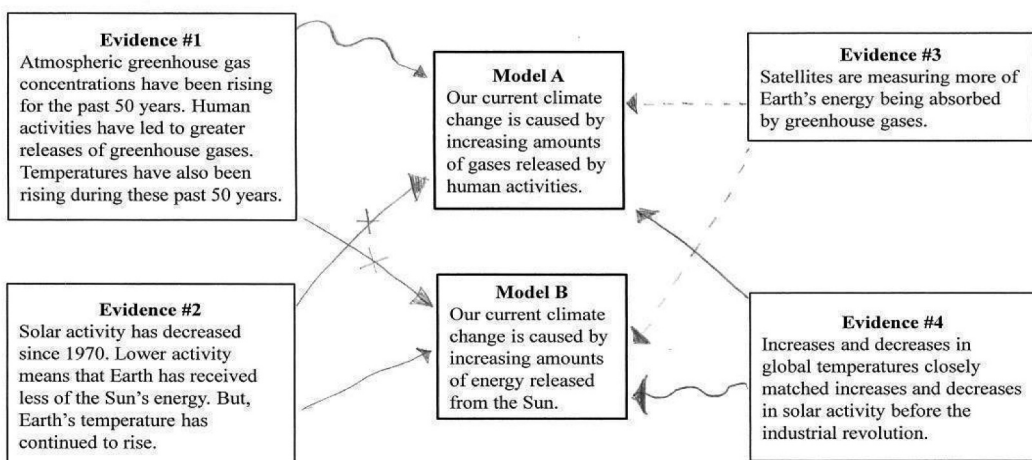 Evidence #1
Atmospheric greenhouse gas
concentrations have been rising
for the past 50 years. Human
activities have led to greater
releases of greenhouse gases.
Temperatures have also been
rising during these past 50 years.
Evidence #2
Solar activity has decreased
since 1970. Lower activity
means that Earth has received
less of the Sun’s energy. But,
Earth’s temperature has
continued to rise.
Model A
Our current climate
change is caused by
increasing amounts
of gases released by
human activities.
Model B
Our current climate
change is caused by
increasing amounts
of energy released
from the Sun.
Evidence #3
Satellites are measuring more of
Earth’s energy being absorbed
by greenhouse gases.
Evidence #4
Increases and decreases in
global temperatures closely
matched increases and decreases
in solar activity before the
industrial revolution.